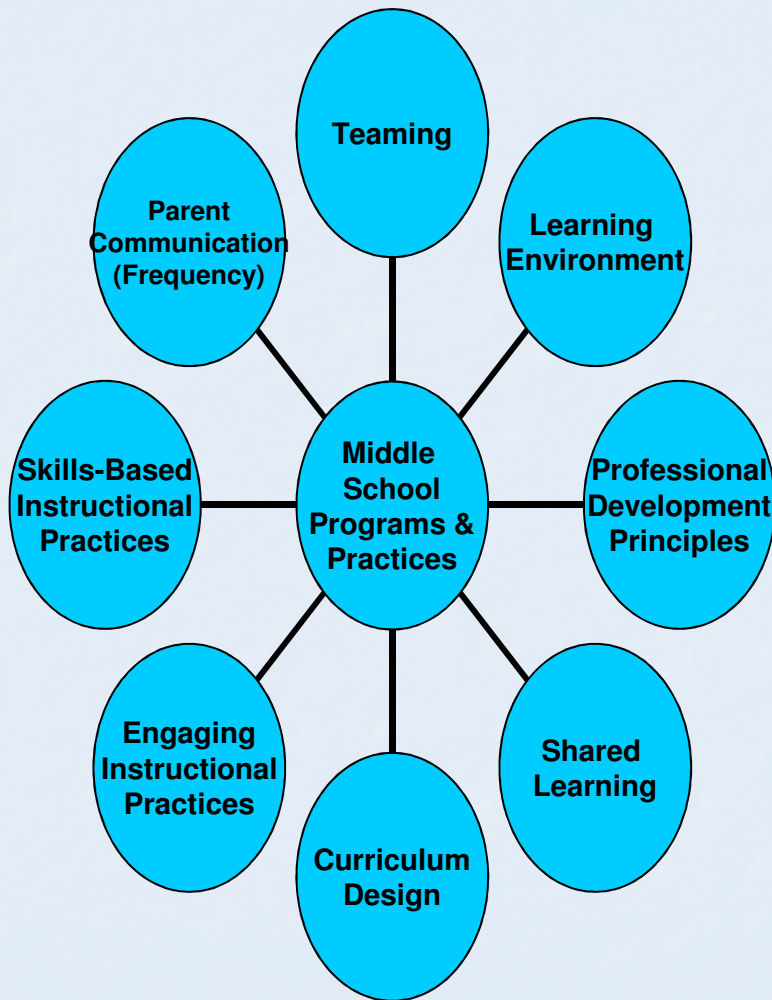 Teaming
Parent
Communication
(Frequency)
Learning
Environment
Skills-Based
Instructional
Practices
Middle
School
Programs &
Practices
Professional
Development
Principles
Engaging
Instructional
Practices
Shared
Learning
Curriculum
Design